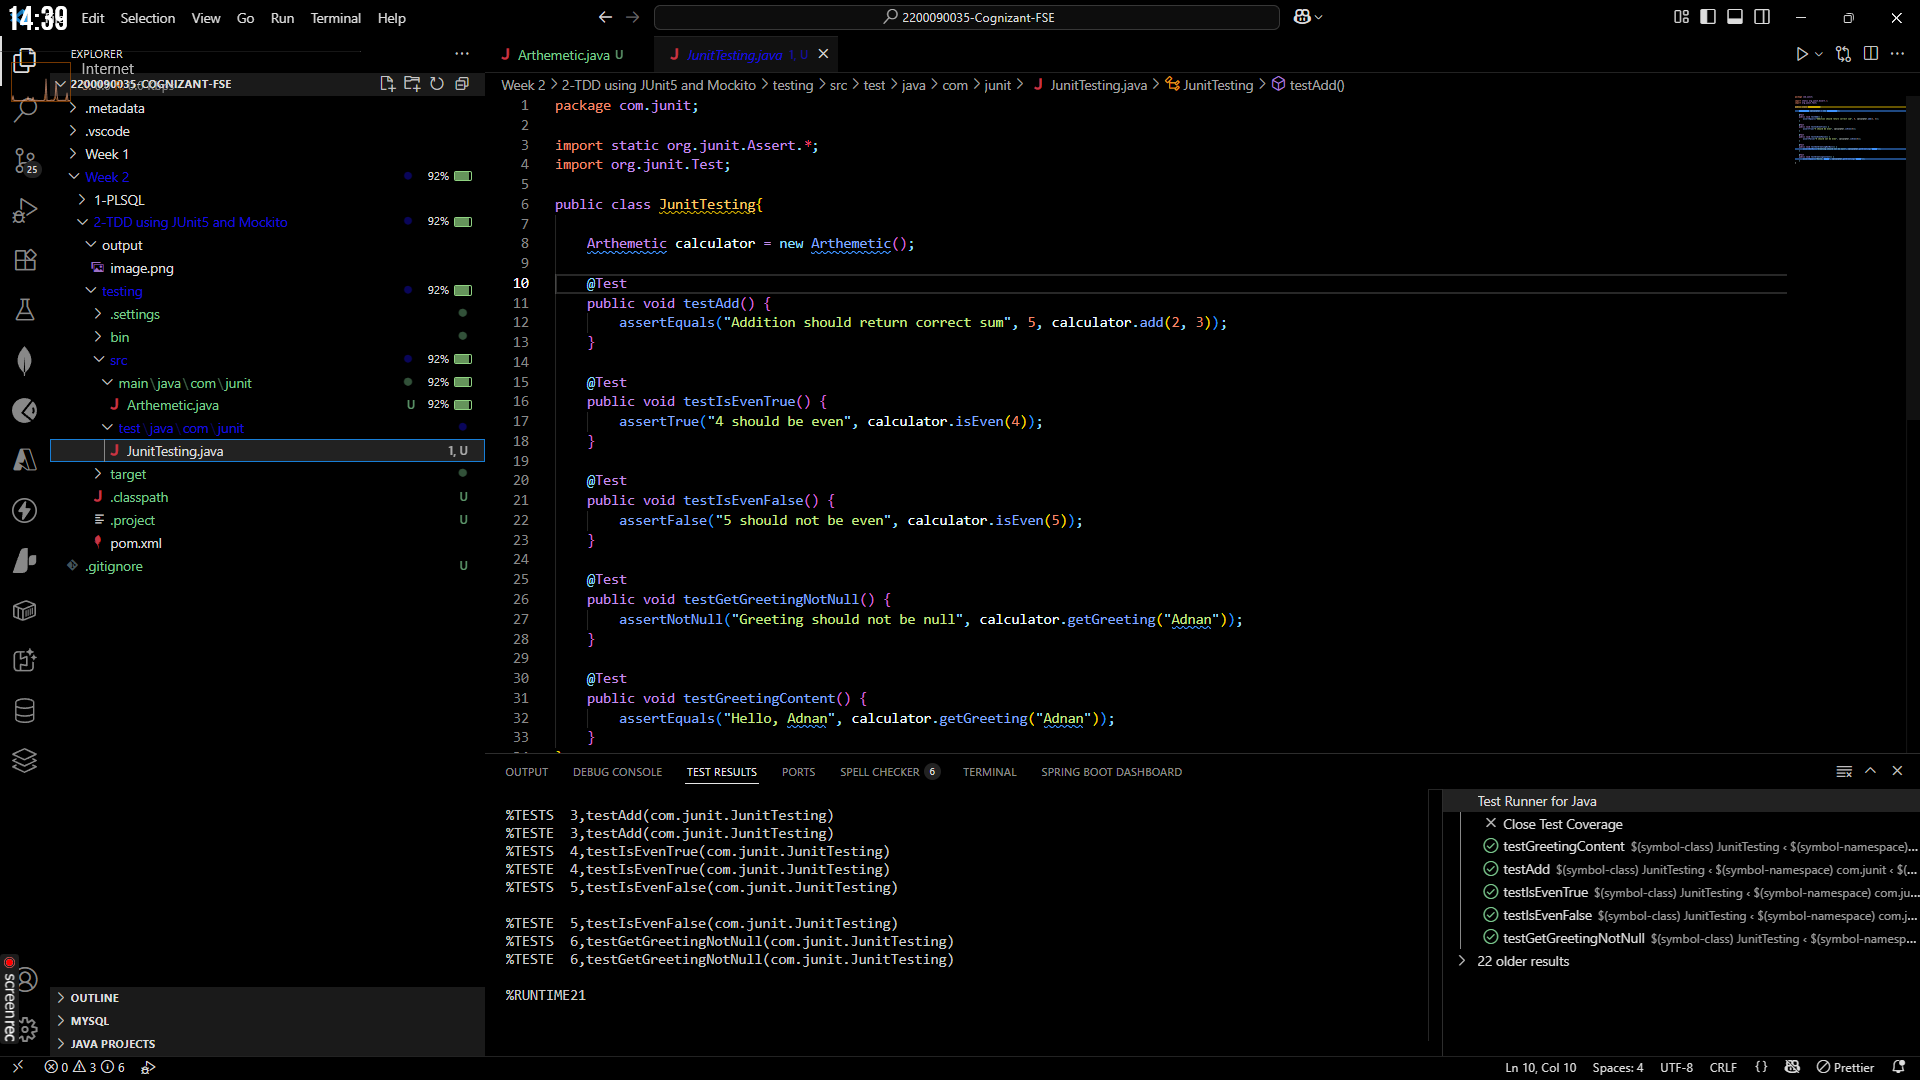 14:39
Edit Selection View Go Run Terminal Help
2200090035-Cognizant-FSE
EXPLORER
Internet
2200090035-COGNIZANT-FSE
.metadata
.vscode
Week 1
Week 2 92%
1-PLSQL
2-TDD using JUnit5 and Mockito 92%
output
image.png
testing 92%
.settings
bin
src 92%
main\java\com\junit 92%
Arthemetic.java U 92%
test\java\com\junit
JunitTesting.java 1, U
target
.classpath U
.project U
pom.xml
.gitignore U
25
OUTLINE
MYSQL
JAVA PROJECTS
screen rec
Arthemetic.java U
JunitTesting.java 1, U
Week 2 > 2-TDD using JUnit5 and Mockito > testing > src > test > java > com > junit > JunitTesting.java > JunitTesting > testAdd()
1 package com.junit;
2
3 import static org.junit.Assert.*;
4 import org.junit.Test;
5
6 public class JunitTesting{
7
8 Arthemetic calculator = new Arthemetic();
9
10 @Test
11 public void testAdd() {
12 assertEquals("Addition should return correct sum", 5, calculator.add(2, 3));
13 }
14
15 @Test
16 public void testIsEvenTrue() {
17 assertTrue("4 should be even", calculator.isEven(4));
18 }
19
20 @Test
21 public void testIsEvenFalse() {
22 assertFalse("5 should not be even", calculator.isEven(5));
23 }
24
25 @Test
26 public void testGetGreetingNotNull() {
27 assertNotNull("Greeting should not be null", calculator.getGreeting("Adnan"));
28 }
29
30 @Test
31 public void testGreetingContent() {
32 assertEquals("Hello, Adnan", calculator.getGreeting("Adnan"));
33 }
OUTPUT DEBUG CONSOLE TEST RESULTS PORTS SPELL CHECKER 6 TERMINAL SPRING BOOT DASHBOARD
%TESTS 3,testAdd(com.junit.JunitTesting)
%TESTE 3,testAdd(com.junit.JunitTesting)
%TESTS 4,testIsEvenTrue(com.junit.JunitTesting)
%TESTE 4,testIsEvenTrue(com.junit.JunitTesting)
%TESTS 5,testIsEvenFalse(com.junit.JunitTesting)
%TESTE 5,testIsEvenFalse(com.junit.JunitTesting)
%TESTS 6,testGetGreetingNotNull(com.junit.JunitTesting)
%TESTE 6,testGetGreetingNotNull(com.junit.JunitTesting)
%RUNTIME21
Test Runner for Java
Close Test Coverage
testGreetingContent $(symbol-class) JunitTesting < $(symbol-namespace)...
testAdd $(symbol-class) JunitTesting < $(symbol-namespace) com.junit < $(...
testIsEvenTrue $(symbol-class) JunitTesting < $(symbol-namespace) com.ju...
testIsEvenFalse $(symbol-class) JunitTesting < $(symbol-namespace) com.j...
testGetGreetingNotNull $(symbol-class) JunitTesting < $(symbol-namesp...
22 older results
0 3 6
Ln 10, Col 10 Spaces: 4 UTF-8 CRLF {} Prettier